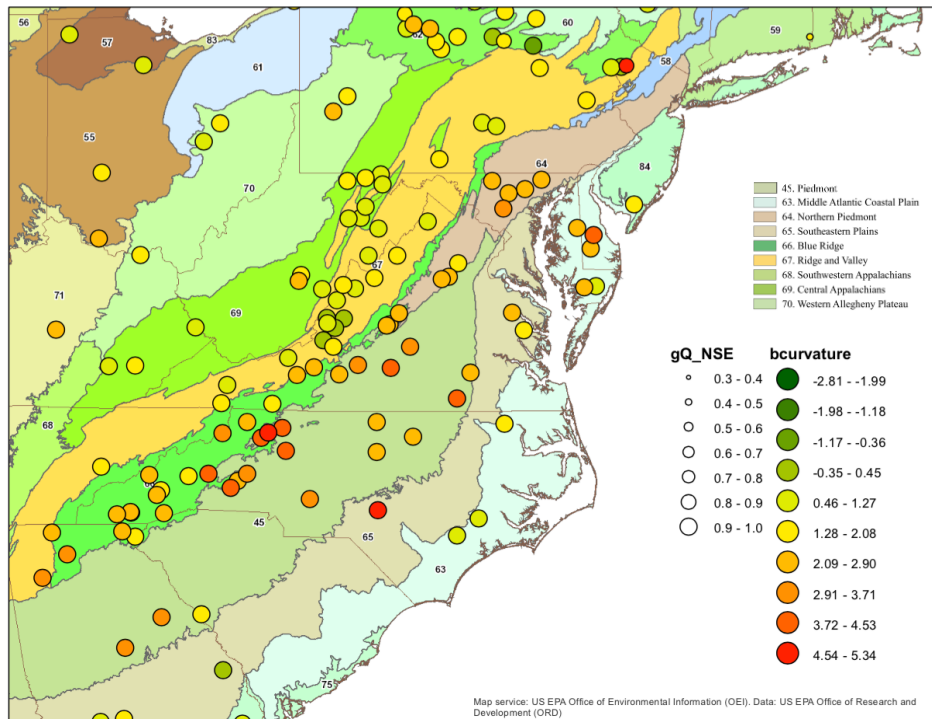 56
57
83
61
62
60
59
58
55
70
64
84
67
71
69
68
66
45
65
63
75
45. Piedmont
63. Middle Atlantic Coastal Plain
64. Northern Piedmont
65. Southeastern Plains
66. Blue Ridge
67. Ridge and Valley
68. Southwestern Appalachians
69. Central Appalachians
70. Western Allegheny Plateau
gQ_NSE
0.3 - 0.4
0.4 - 0.5
0.5 - 0.6
0.6 - 0.7
0.7 - 0.8
0.8 - 0.9
0.9 - 1.0
bcurvature
-2.81 - -1.99
-1.98 - -1.18
-1.17 - -0.36
-0.35 - 0.45
0.46 - 1.27
1.28 - 2.08
2.09 - 2.90
2.91 - 3.71
3.72 - 4.53
4.54 - 5.34
Map service: US EPA Office of Environmental Information (OEI). Data: US EPA Office of Research and
Development (ORD)